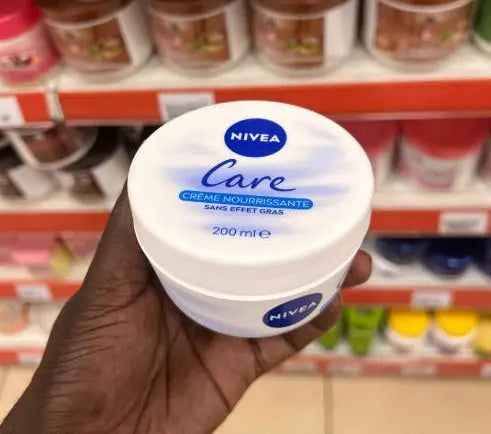 NIVEA
Care
CRÈME NOURRISSANTE
SANS EFFET GRAS
200 ml e
NIVEA